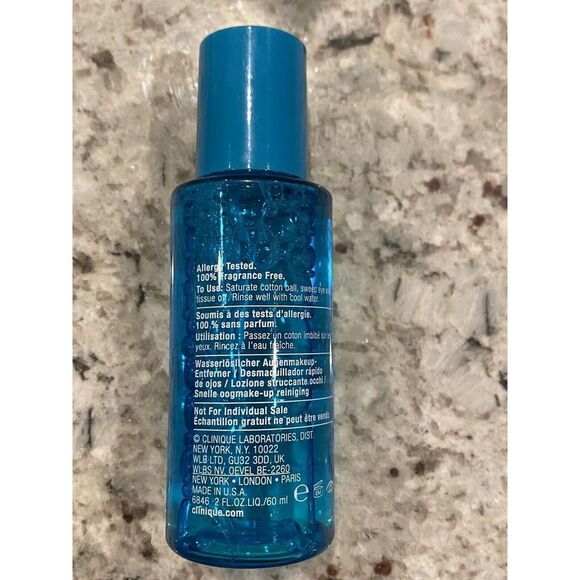 Allergy Tested.
100% Fragrance Free.
To Use: Saturate cotton ball, sweep eye
tissue off. Rinse well with cool water.
Soumis à des tests d'allergie.
100 % sans parfum.
Utilisation : Passez un coton imbibé sur les
yeux. Rincez à l'eau fraîche.
Wasserlöslicher Augenmakeup-
Entferner / Desmaquillador rápido
de ojos / Lozione struccante occhi /
Snelle oogmake-up reiniging
Not For Individual Sale
Échantillon gratuit ne peut être vendu
© CLINIQUE LABORATORIES, DIST.
NEW YORK, N.Y. 10022
WLB LTD, GU32 3DD, UK
WLBS NV OEVEL BE-2260
NEW YORK • LONDON • PARIS
MADE IN U.S.A.
6846 · 2 FL.OZ.LIQ./60 ml e
clinique.com